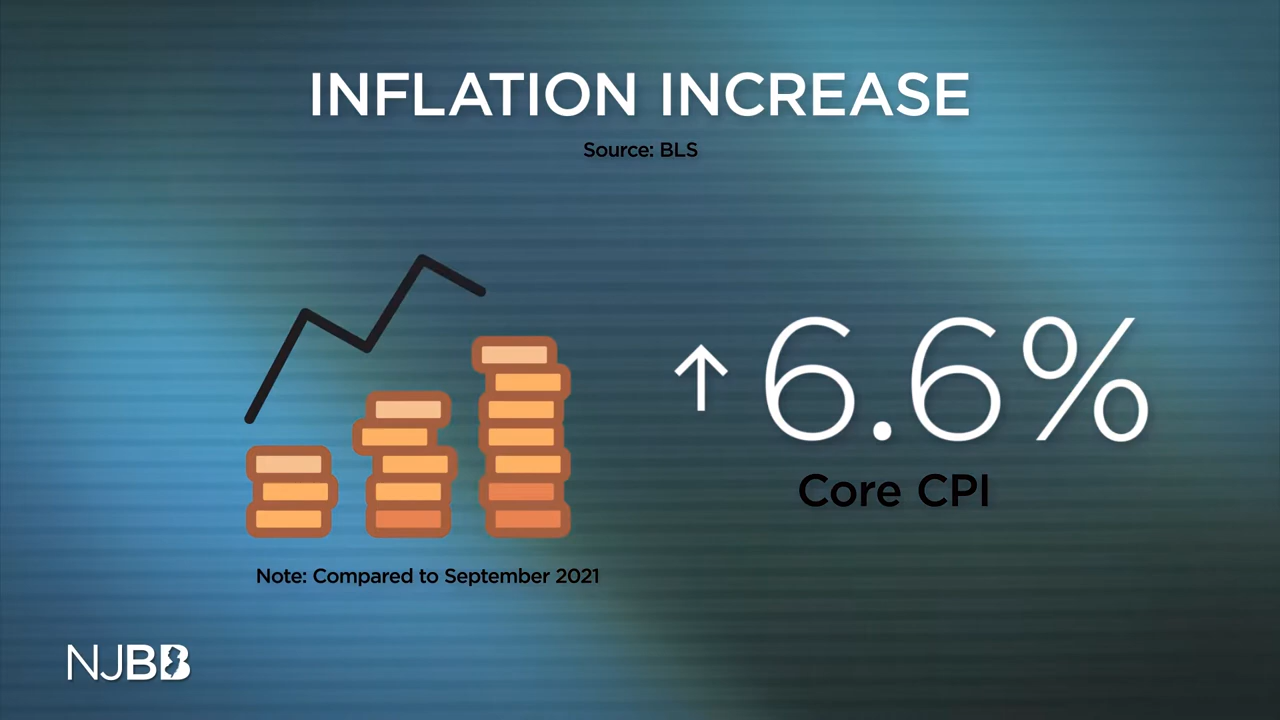 INFLATION INCREASE
Source: BLS
↑6.6%
Core CPI
Note: Compared to September 2021
NJBB